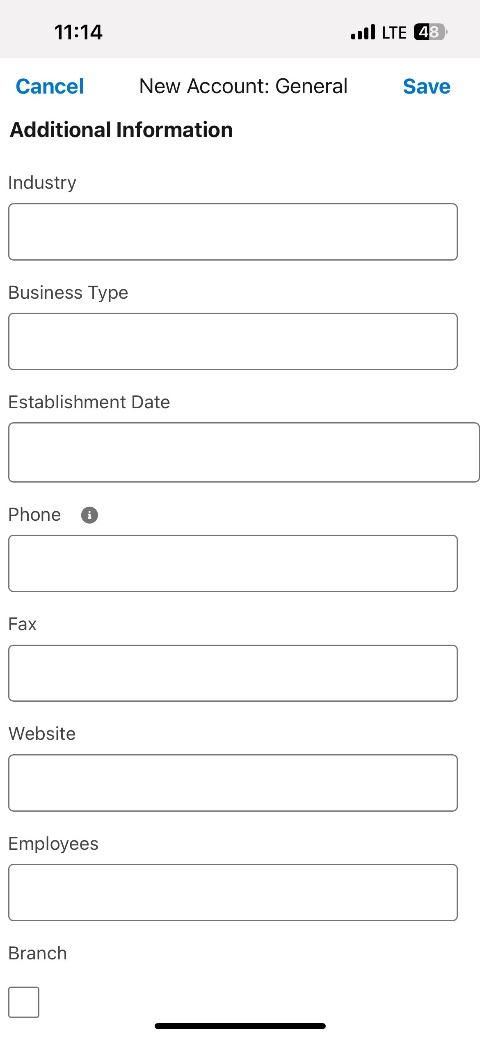 11:14 LTE 48
Cancel New Account: General Save
Additional Information
Industry
Business Type
Establishment Date
Phone
Fax
Website
Employees
Branch